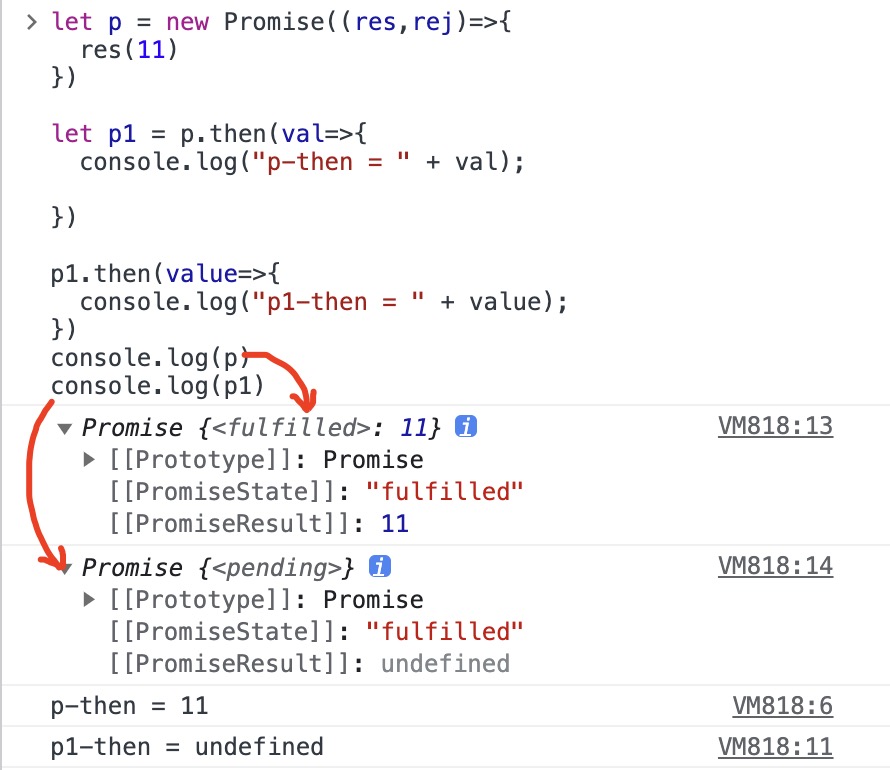 > let p = new Promise((res,rej)=>{
res(11)
})
let p1 = p.then(val=>{
console.log("p-then = " + val);
})
p1.then(value=>{
console.log("p1-then = " + value);
})
console.log(p)
console.log(p1)
▼ Promise {<fulfilled>: 11} i VM818:13
▶ [[Prototype]]: Promise
[[PromiseState]]: "fulfilled"
[[PromiseResult]]: 11
▼ Promise {<pending>} i VM818:14
▶ [[Prototype]]: Promise
[[PromiseState]]: "fulfilled"
[[PromiseResult]]: undefined
p-then = 11 VM818:6
p1-then = undefined VM818:11